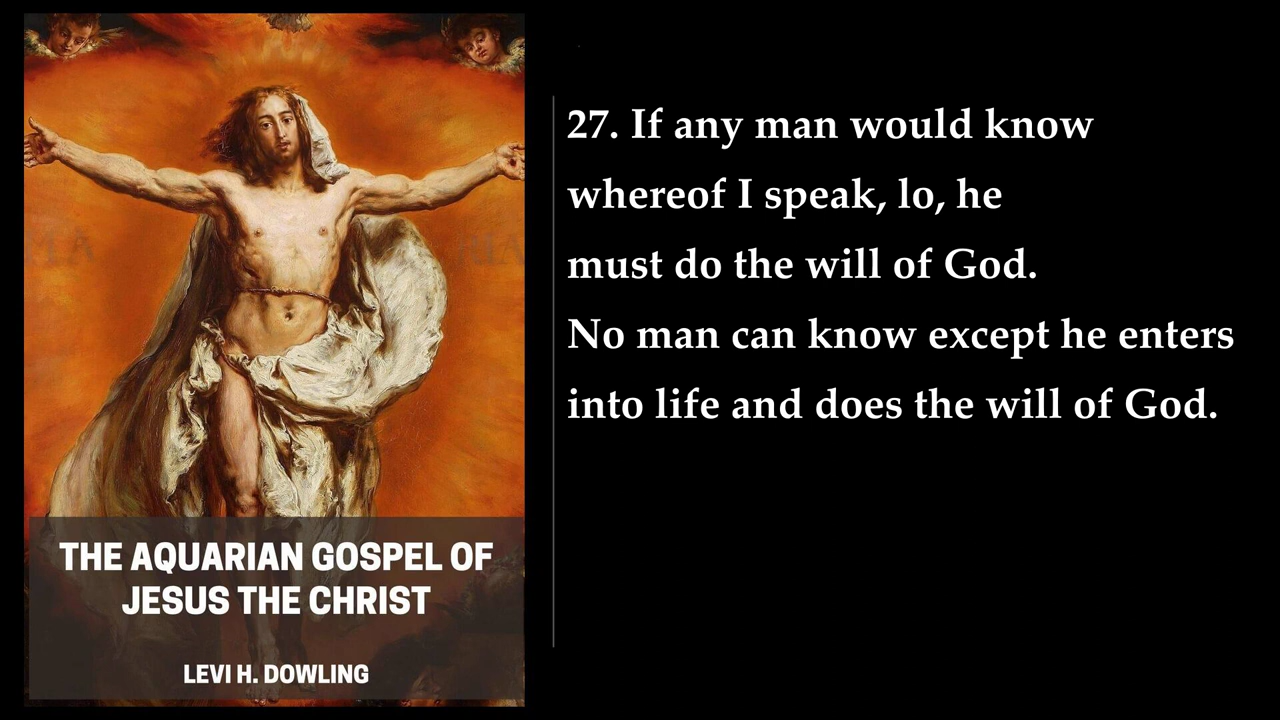 THE AQUARIAN GOSPEL OF
JESUS THE CHRIST
LEVI H. DOWLING
27. If any man would know
whereof I speak, lo, he
must do the will of God.
No man can know except he enters
into life and does the will of God.